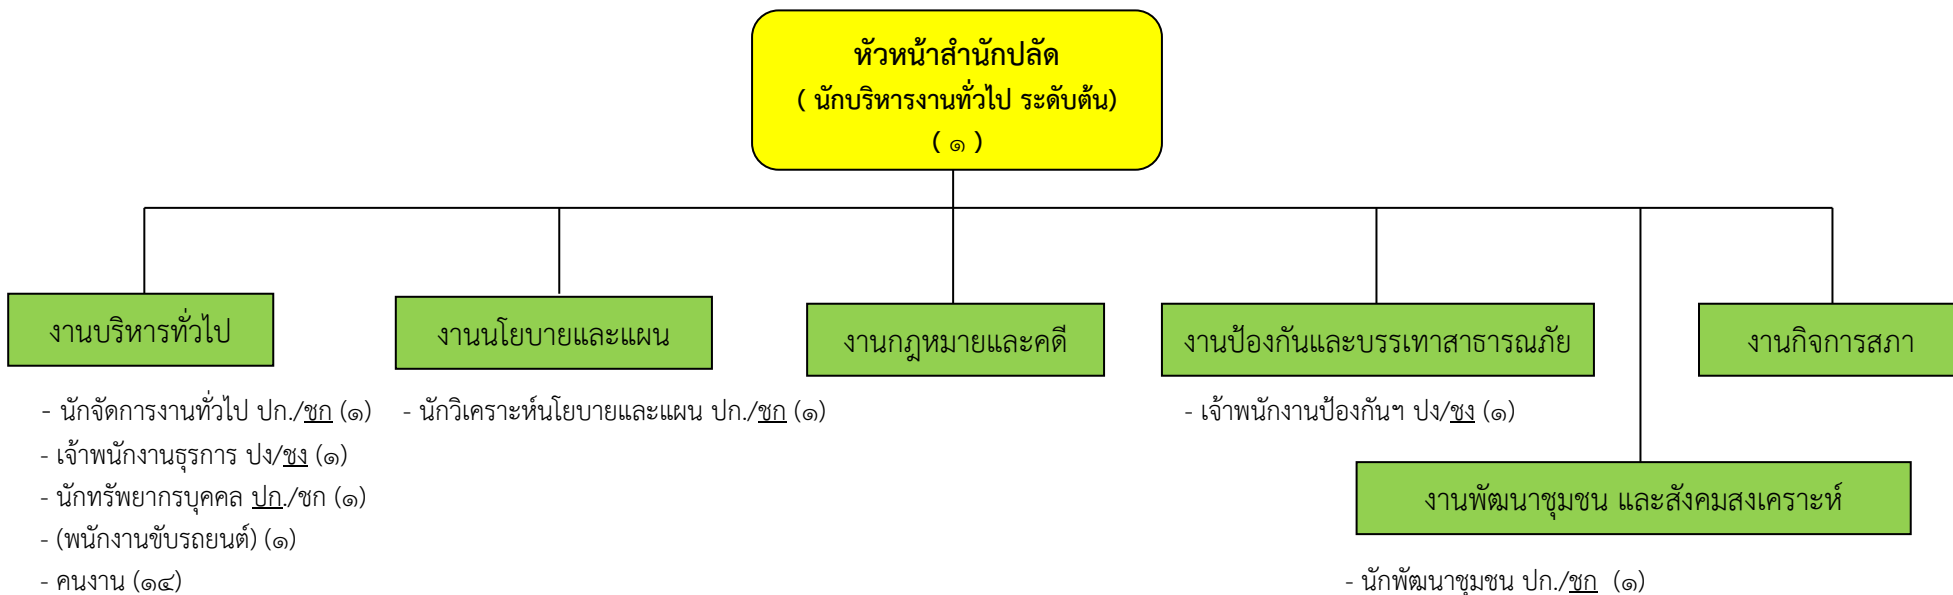 หัวหน้าสำนักปลัด
( นักบริหารงานทั่วไป ระดับต้น)
( ๑ )
งานบริหารทั่วไป
- นักจัดการงานทั่วไป ปก./ชก (๑)
- เจ้าพนักงานธุรการ ปง/ชง (๑)
- นักทรัพยากรบุคคล ปก./ชก (๑)
- (พนักงานขับรถยนต์) (๑)
- คนงาน (๑๔)
งานนโยบายและแผน
- นักวิเคราะห์นโยบายและแผน ปก./ชก (๑)
งานกฎหมายและคดี
งานป้องกันและบรรเทาสาธารณภัย
- เจ้าพนักงานป้องกันฯ ปง/ชง (๑)
งานกิจการสภา
งานพัฒนาชุมชน และสังคมสงเคราะห์
- นักพัฒนาชุมชน ปก./ชก (๑)